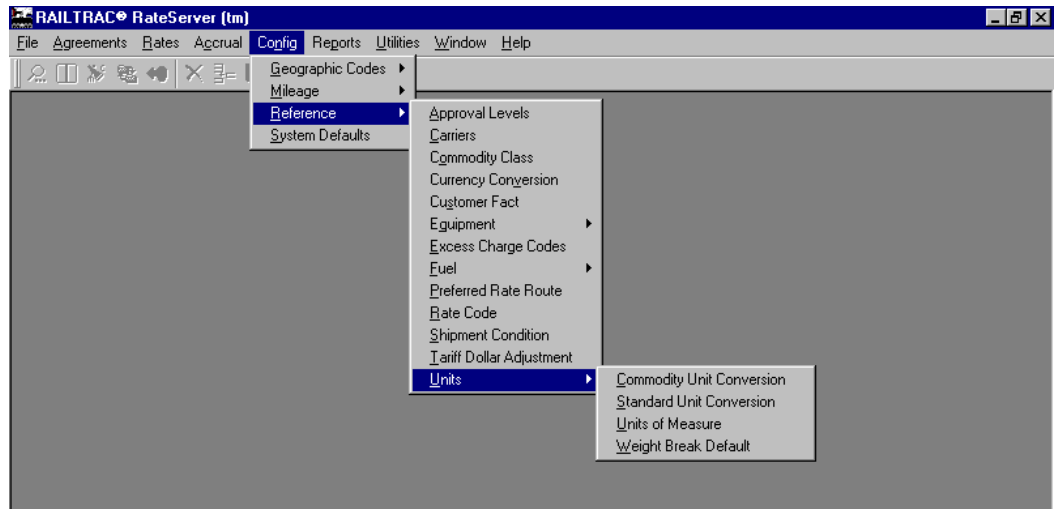 RAILTRAC® RateServer (tm)
File Agreements Rates Accrual Config Reports Utilities Window Help
Geographic Codes
Mileage
Reference
System Defaults
Approval Levels
Carriers
Commodity Class
Currency Conversion
Customer Fact
Equipment
Excess Charge Codes
Fuel
Preferred Rate Route
Rate Code
Shipment Condition
Tariff Dollar Adjustment
Units
Commodity Unit Conversion
Standard Unit Conversion
Units of Measure
Weight Break Default